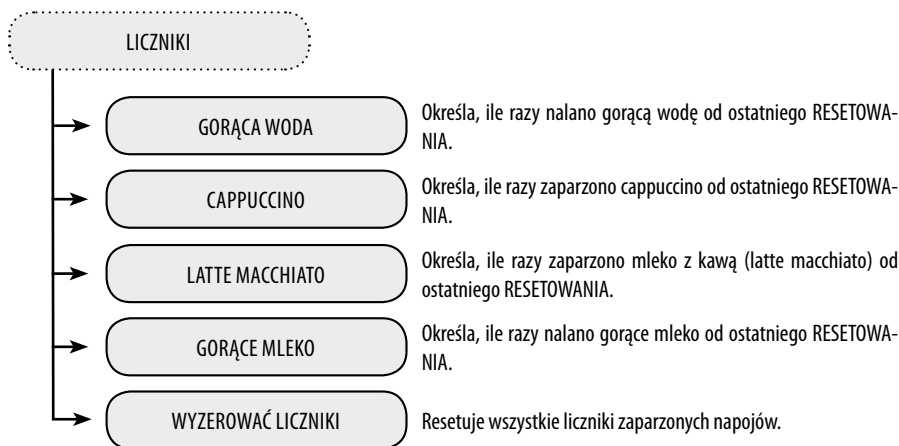 LICZNIKI
GORĄCA WODA
Określa, ile razy nalano gorącą wodę od ostatniego RESETOWA-
NIA.
CAPPUCCINO
Określa, ile razy zaparzono cappuccino od ostatniego RESETOWA-
NIA.
LATTE MACCHIATO
Określa, ile razy zaparzono mleko z kawą (latte macchiato) od
ostatniego RESETOWANIA.
GORĄCE MLEKO
Określa, ile razy nalano gorące mleko od ostatniego RESETOWA-
NIA.
WYZEROWAĆ LICZNIKI
Resetuje wszystkie liczniki zaparzonych napojów.